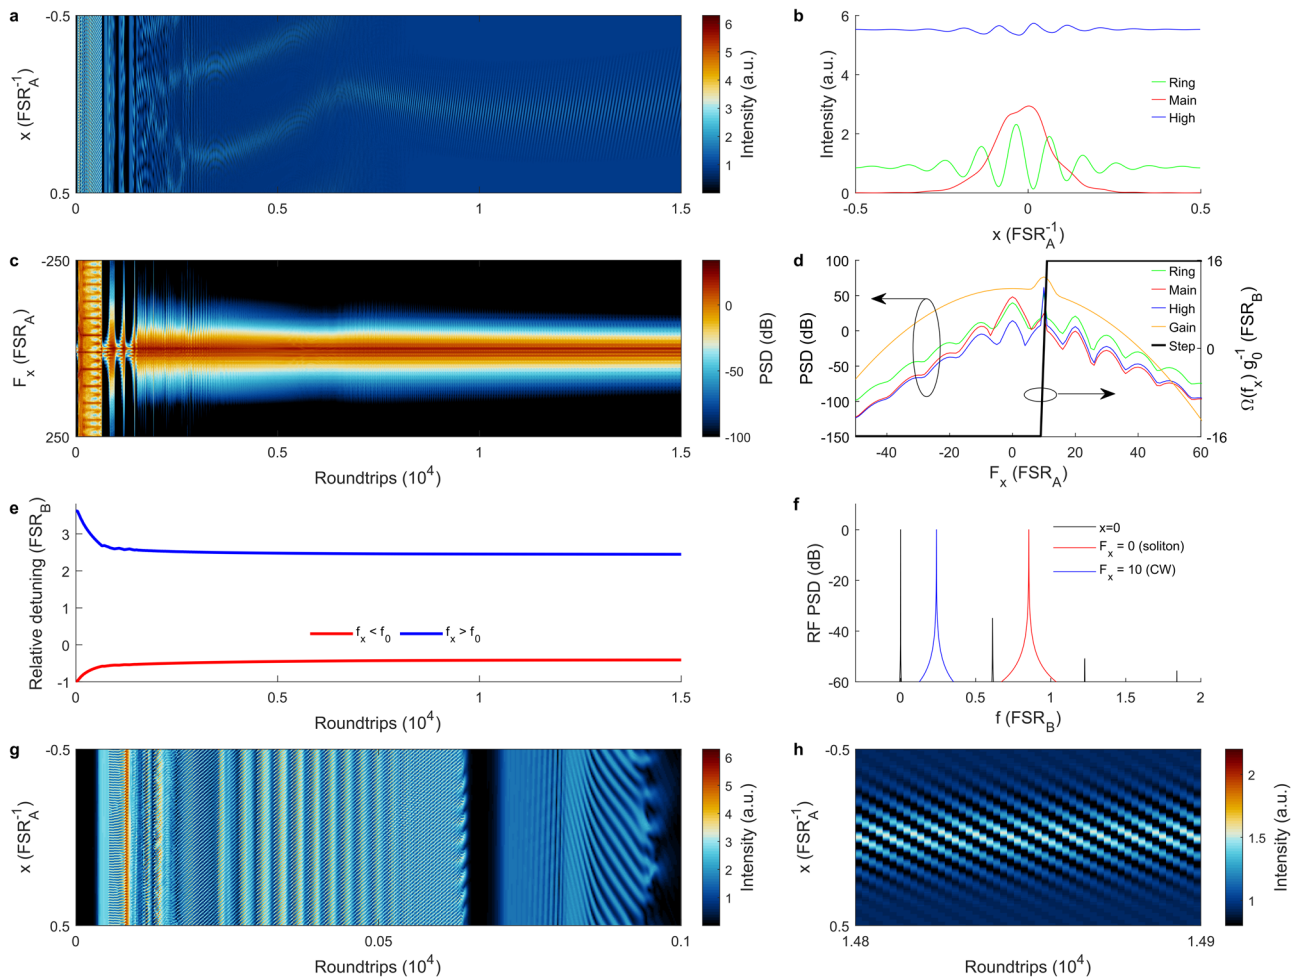 a
-0.5
0.5
x (FSR_A^-1)
0
0.5
1
1.5
6
5
4
3
2
1
Intensity (a.u.)
b
6
4
2
0
Intensity (a.u.)
Ring
Main
High
-0.5
0
0.5
x (FSR_A^-1)
c
-250
250
F_x (FSR_A)
0
0.5
1
1.5
Roundtrips (10^4)
0
-50
-100
PSD (dB)
d
100
50
0
-50
-100
-150
PSD (dB)
Ring
Main
High
Gain
Step
16
0
-16
Ω(f_x) g_0^-1 (FSR_B)
-40
-20
0
20
40
60
F_x (FSR_A)
e
3
2
1
0
-1
Relative detuning (FSR_B)
f_x < f_0
f_x > f_0
0
0.5
1
1.5
Roundtrips (10^4)
f
0
-20
-40
-60
RF PSD (dB)
x=0
F_x = 0 (soliton)
F_x = 10 (CW)
0
0.5
1
1.5
2
f (FSR_B)
g
-0.5
0.5
x (FSR_A^-1)
0
0.05
0.1
Roundtrips (10^4)
6
5
4
3
2
1
Intensity (a.u.)
h
-0.5
0.5
x (FSR_A^-1)
1.48
1.49
Roundtrips (10^4)
2
1.5
1
Intensity (a.u.)